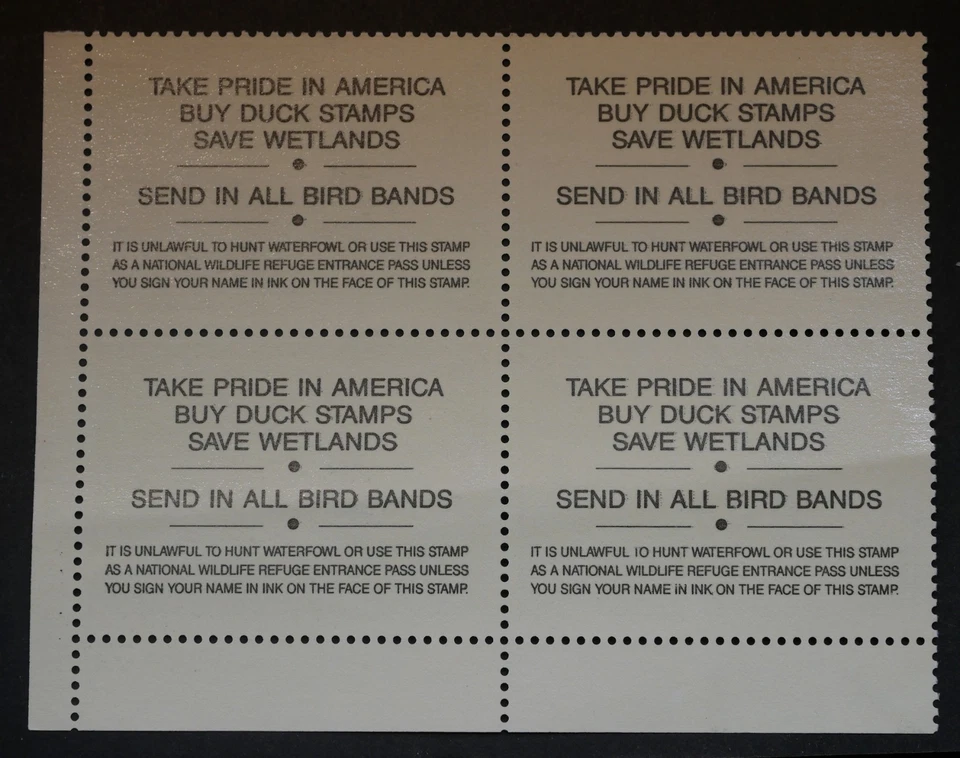 TAKE PRIDE IN AMERICA
BUY DUCK STAMPS
SAVE WETLANDS
SEND IN ALL BIRD BANDS
IT IS UNLAWFUL TO HUNT WATERFOWL OR USE THIS STAMP
AS A NATIONAL WILDLIFE REFUGE ENTRANCE PASS UNLESS
YOU SIGN YOUR NAME IN INK ON THE FACE OF THIS STAMP.
TAKE PRIDE IN AMERICA
BUY DUCK STAMPS
SAVE WETLANDS
SEND IN ALL BIRD BANDS
IT IS UNLAWFUL TO HUNT WATERFOWL OR USE THIS STAMP
AS A NATIONAL WILDLIFE REFUGE ENTRANCE PASS UNLESS
YOU SIGN YOUR NAME IN INK ON THE FACE OF THIS STAMP.
TAKE PRIDE IN AMERICA
BUY DUCK STAMPS
SAVE WETLANDS
SEND IN ALL BIRD BANDS
IT IS UNLAWFUL TO HUNT WATERFOWL OR USE THIS STAMP
AS A NATIONAL WILDLIFE REFUGE ENTRANCE PASS UNLESS
YOU SIGN YOUR NAME IN INK ON THE FACE OF THIS STAMP.
TAKE PRIDE IN AMERICA
BUY DUCK STAMPS
SAVE WETLANDS
SEND IN ALL BIRD BANDS
IT IS UNLAWFUL TO HUNT WATERFOWL OR USE THIS STAMP
AS A NATIONAL WILDLIFE REFUGE ENTRANCE PASS UNLESS
YOU SIGN YOUR NAME IN INK ON THE FACE OF THIS STAMP.